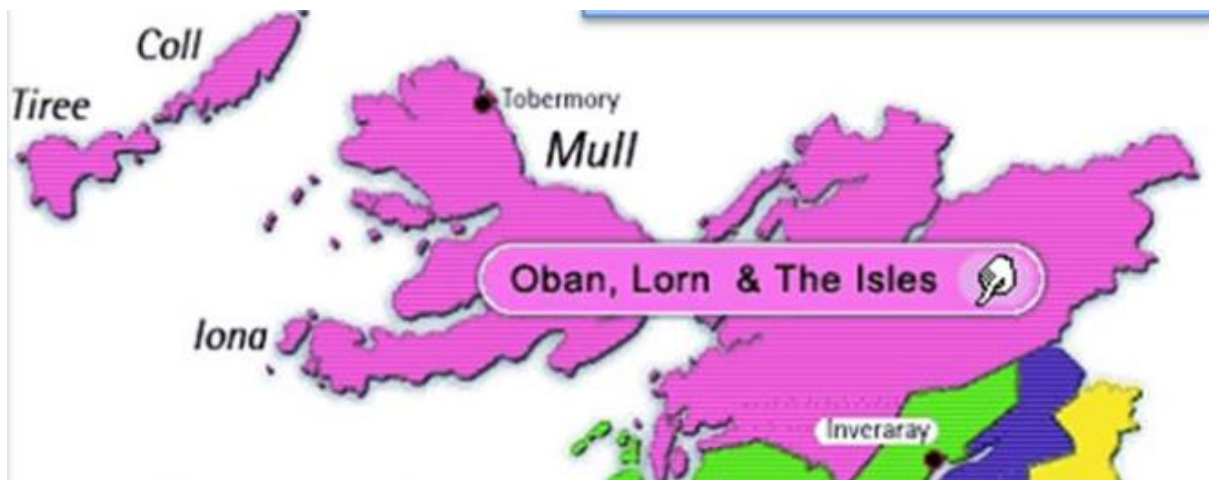 Coll
Tiree
Tobermory
Mull
Oban, Lorn & The Isles
Iona
Inveraray